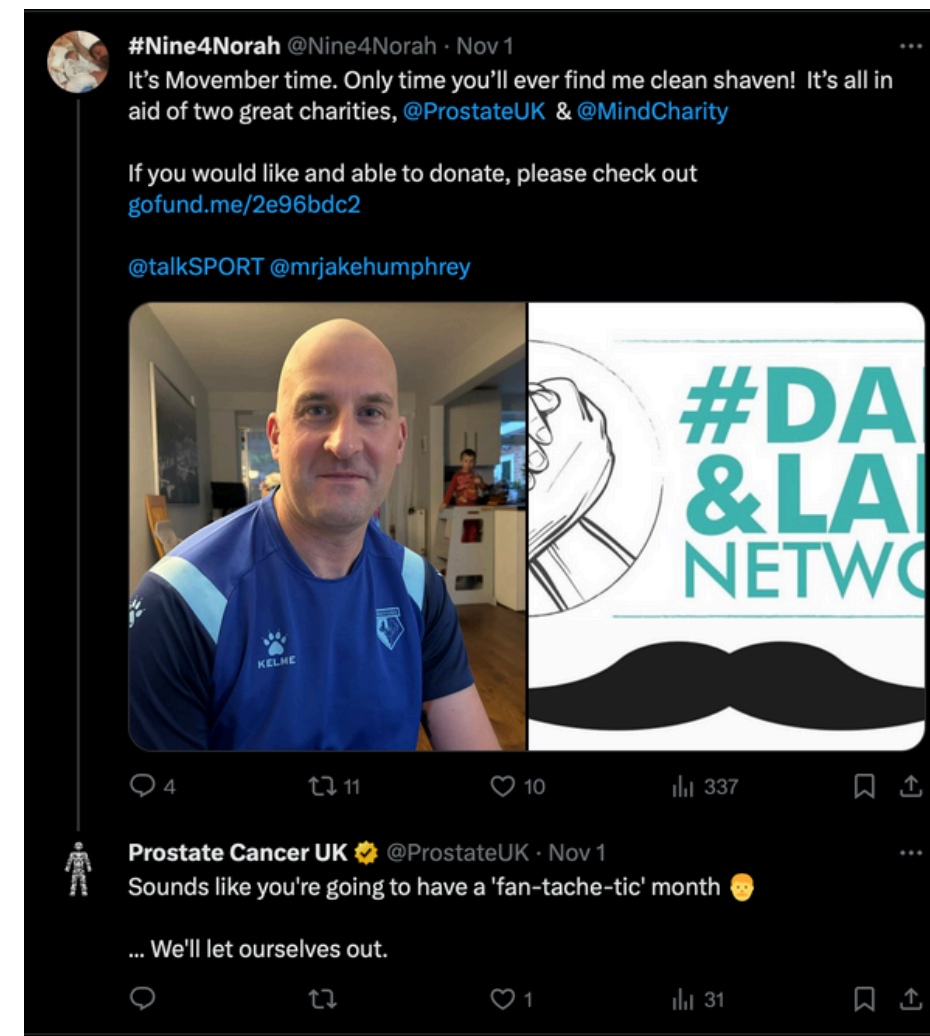 #Nine4Norah @Nine4Norah · Nov 1
It’s Movember time. Only time you’ll ever find me clean shaven! It’s all in
aid of two great charities, @ProstateUK & @MindCharity
If you would like and able to donate, please check out
gofund.me/2e96bdc2
@talkSPORT @mrjakehumphrey
KELME
#DA
&LA
NETWO
4 11 10 337
Prostate Cancer UK @ProstateUK · Nov 1
Sounds like you're going to have a 'fan-tache-tic' month 👨
... We'll let ourselves out.
1 31